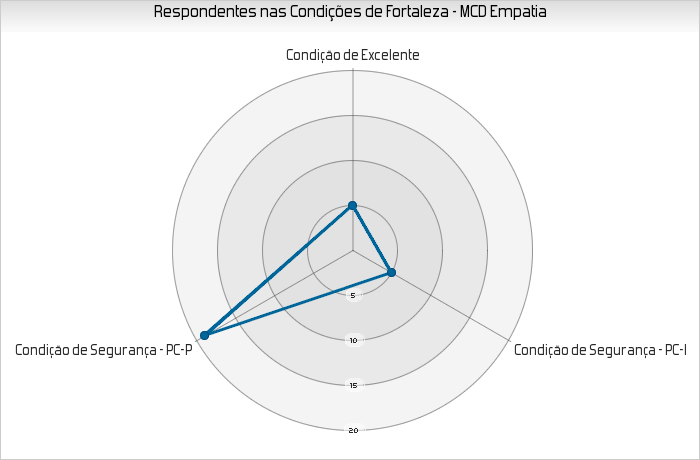 Respondentes nas Condições de Fortaleza - MCD Empatia
Condição de Excelente
5
Condição de Segurança - PC-P
Condição de Segurança - PC-I
10
15
20